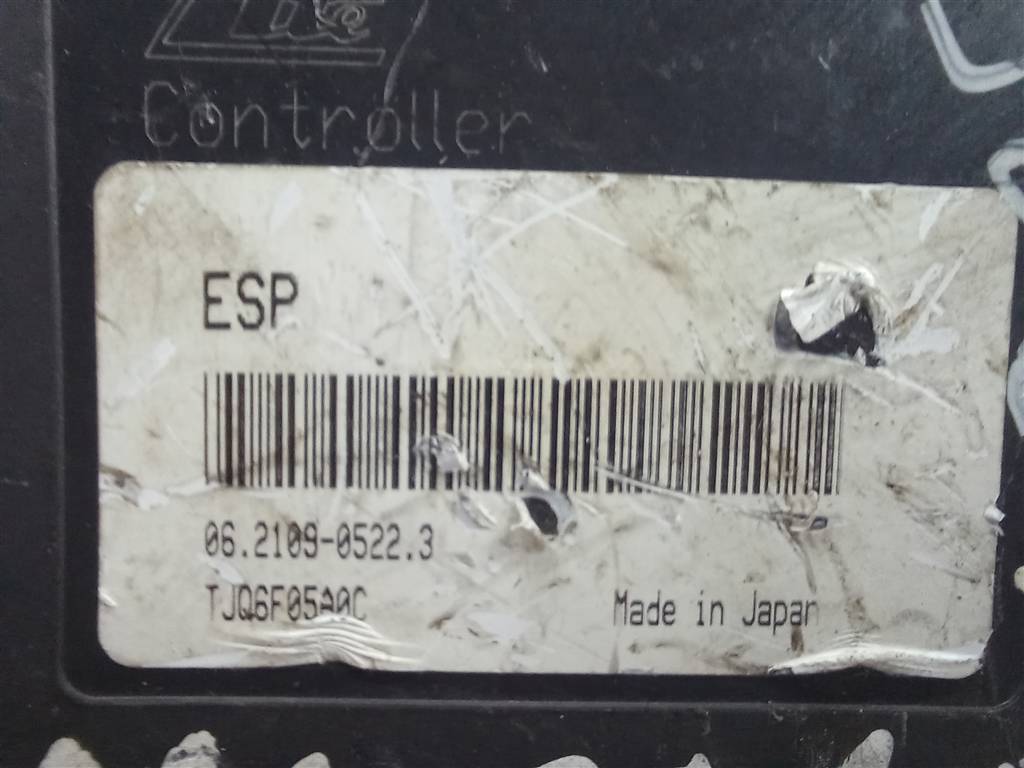 Controller
ESP
06.2109-0522.3
TJQ6F05A0C
Made in Japan